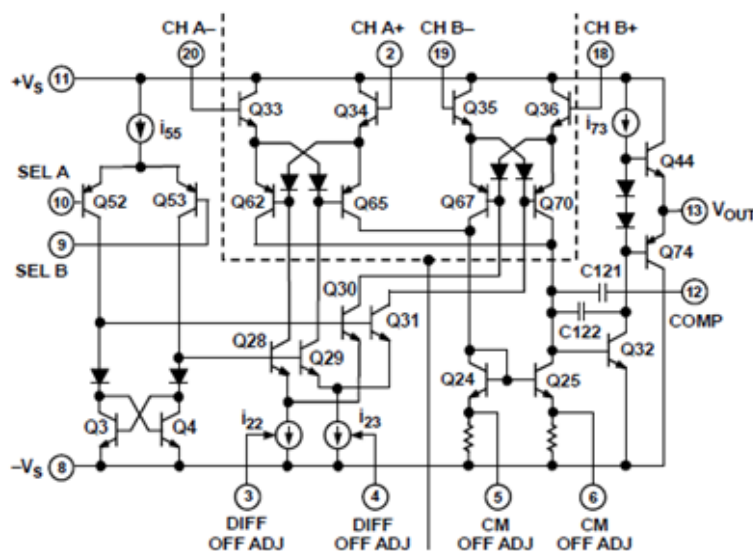 CH A– CH A+ CH B– CH B+
20 2 19 18
+VS 11
Q33 Q34 Q35 Q36
i55 i73
Q44
SEL A
10 Q52 Q53 Q62 Q65 Q67 Q70 13 VOUT
9 Q74
SEL B
C121
Q30 12
Q31 C122 COMP
Q28 Q29 Q32
Q24 Q25
Q3 Q4 i22 i23
–VS 8
3 4 5 6
DIFF DIFF CM CM
OFF ADJ OFF ADJ OFF ADJ OFF ADJ